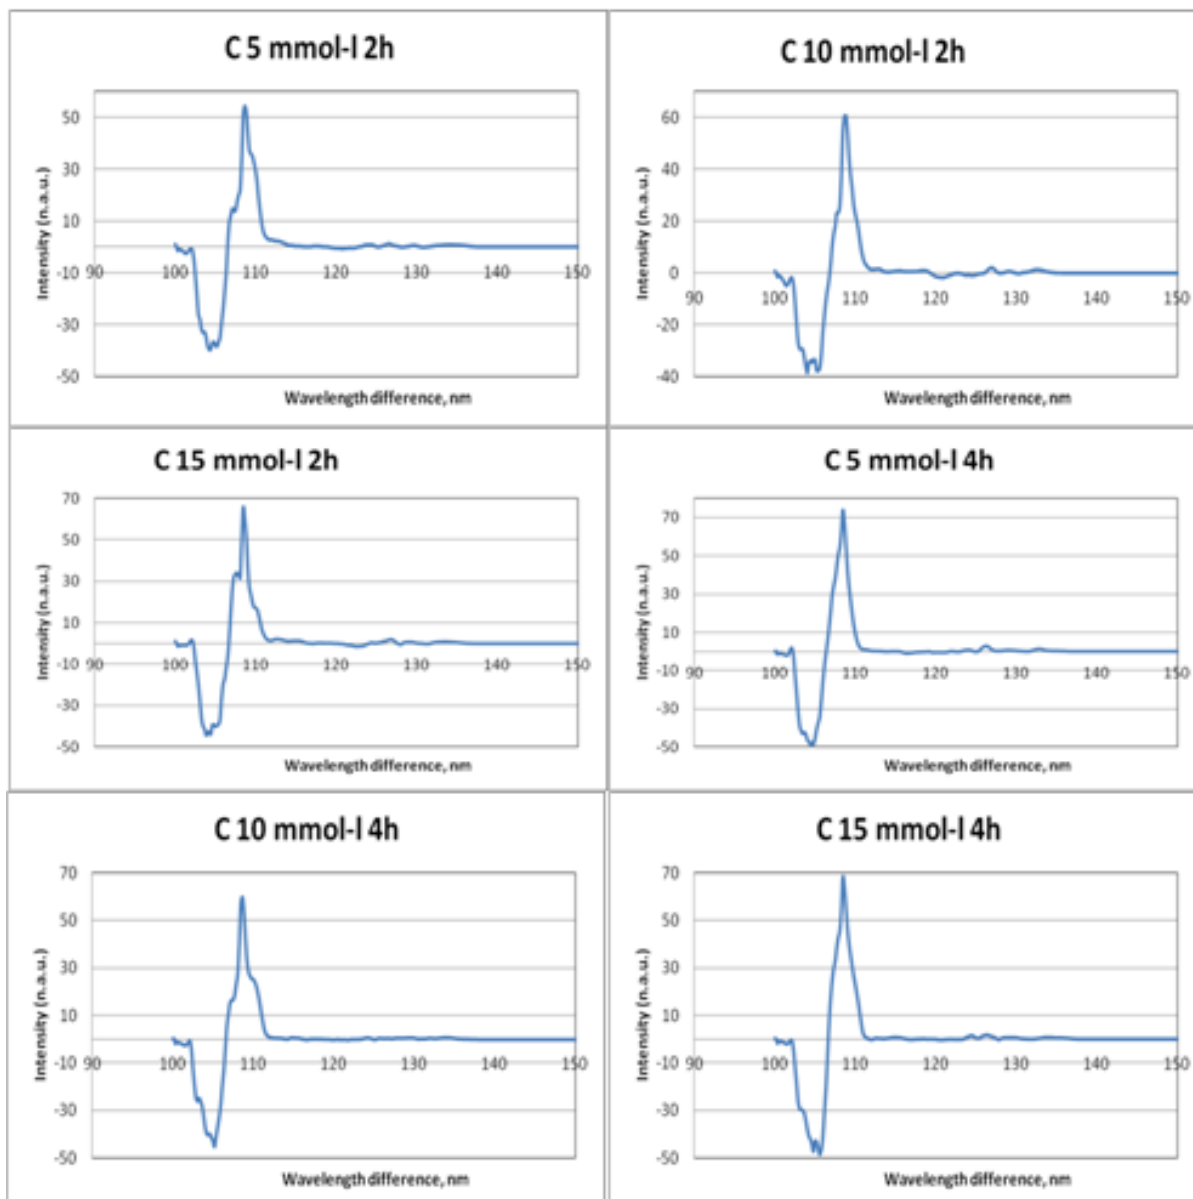 C 5 mmol-l 2h
Intensity (n.a.u.)
50
30
10
-10
-30
-50
90 100 110 120 130 140 150
Wavelength difference, nm
C 10 mmol-l 2h
Intensity (n.a.u.)
60
40
20
0
-20
-40
90 100 110 120 130 140 150
Wavelength difference, nm
C 15 mmol-l 2h
Intensity (n.a.u.)
70
50
30
10
-10
-30
-50
90 100 110 120 130 140 150
Wavelength difference, nm
C 5 mmol-l 4h
Intensity (n.a.u.)
70
50
30
10
-10
-30
-50
90 100 110 120 130 140 150
Wavelength difference, nm
C 10 mmol-l 4h
Intensity (n.a.u.)
70
50
30
10
-10
-30
-50
90 100 110 120 130 140 150
Wavelength difference, nm
C 15 mmol-l 4h
Intensity (n.a.u.)
70
50
30
10
-10
-30
-50
90 100 110 120 130 140 150
Wavelength difference, nm